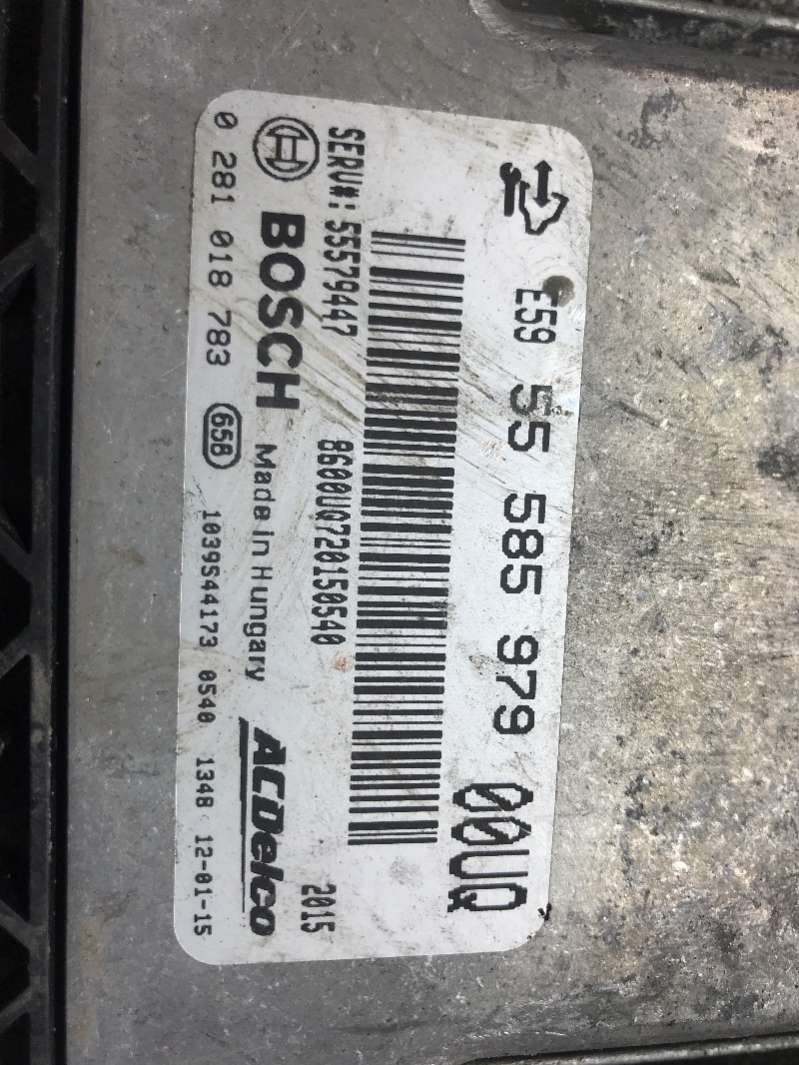 E59 55 585 979 00UQ
SERV#: 55579447 8600UQ720150540 2015
BOSCH Made in Hungary ACDelco
0 281 018 783 65B 1039S44173 0540 1348 12-01-15